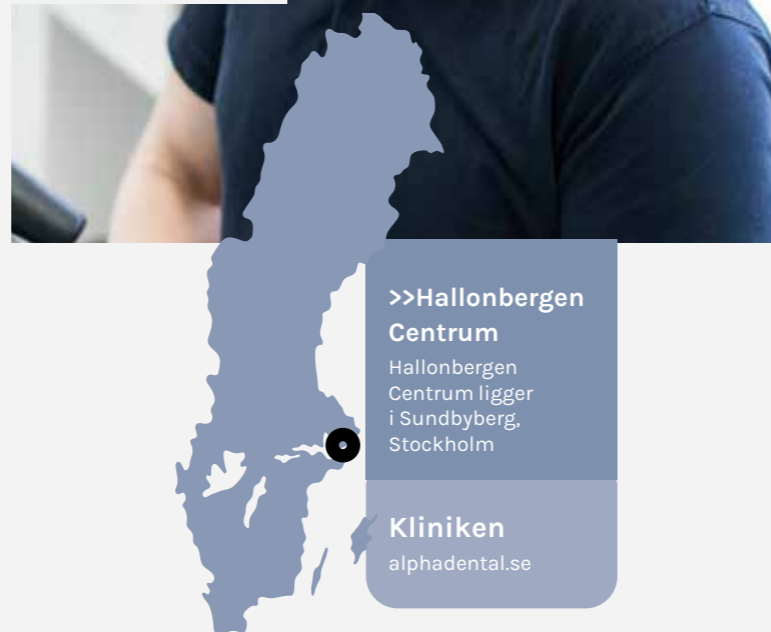 >>Hallonbergen
Centrum
Hallonbergen
Centrum ligger
i Sundbyberg,
Stockholm
Kliniken
alphadental.se